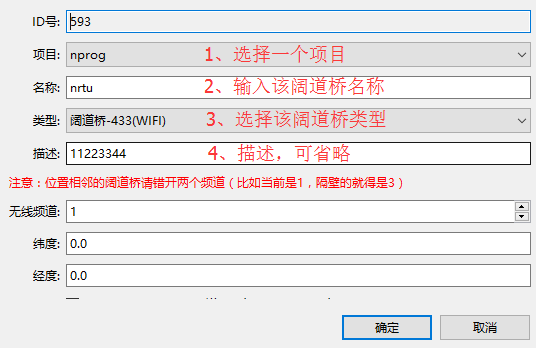 ID号: 593
项目: nprog 1、选择一个项目
名称: nrtu 2、输入该阔道桥名称
类型: 阔道桥-433(WIFI) 3、选择该阔道桥类型
描述: 11223344 4、描述，可省略
注意：位置相邻的阔道桥请错开两个频道（比如当前是1，隔壁的就得是3）
无线频道: 1
纬度: 0.0
经度: 0.0
确定 取消